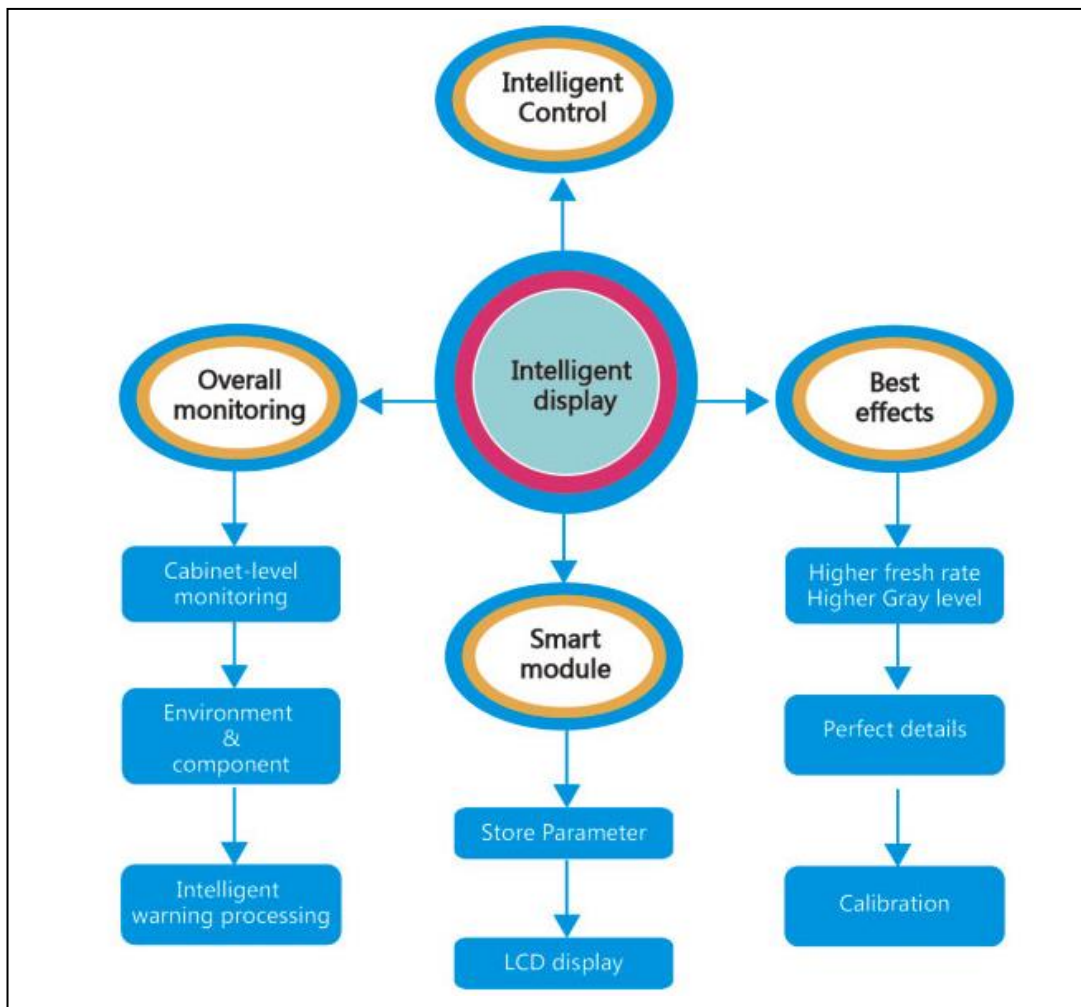 Intelligent
Control
Intelligent
display
Overall
monitoring
Best
effects
Cabinet-level
monitoring
Higher fresh rate
Higher Gray level
Smart
module
Environment
&
component
Perfect details
Store Parameter
Intelligent
warning processing
Calibration
LCD display